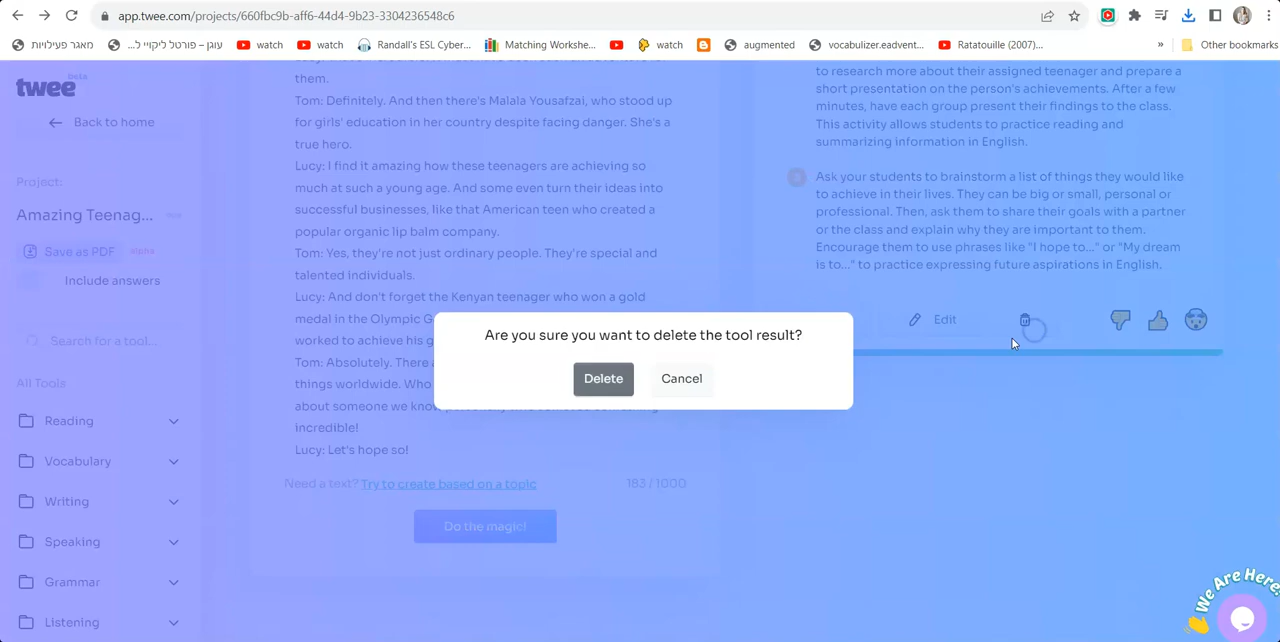 app.twee.com/projects/660fbc9b-aff6-44d4-9b23-3304236548c6
מאגר פעילויות
עוגן – פורטל ליקויי ל...
watch
watch
Randall's ESL Cyber...
Matching Workshe...
watch
augmented
vocabulizer.eadvent...
Ratatouille (2007)...
»
Other bookmarks
twee BETA
Back to home
Project:
Amazing Teenag...
Save as PDF alpha
Include answers
Search for a tool...
All Tools
Reading
Vocabulary
Writing
Speaking
Grammar
Listening
them.
Tom: Definitely. And then there's Malala Yousafzai, who stood up
for girls' education in her country despite facing danger. She's a
true hero.
Lucy: I find it amazing how these teenagers are achieving so
much at such a young age. And some even turn their ideas into
successful businesses, like that American teen who created a
popular organic lip balm company.
Tom: Yes, they're not just ordinary people. They're special and
talented individuals.
Lucy: And don't forget the Kenyan teenager who won a gold
medal in the Olympic G
worked to achieve his g
Tom: Absolutely. There a
things worldwide. Who
about someone we know
incredible!
Lucy: Let's hope so!
Need a text? Try to create based on a topic
183 / 1000
Do the magic!
to research more about their assigned teenager and prepare a
short presentation on the person's achievements. After a few
minutes, have each group present their findings to the class.
This activity allows students to practice reading and
summarizing information in English.
Ask your students to brainstorm a list of things they would like
to achieve in their lives. They can be big or small, personal or
professional. Then, ask them to share their goals with a partner
or the class and explain why they are important to them.
Encourage them to use phrases like "I hope to..." or "My dream
is to..." to practice expressing future aspirations in English.
Edit
Are you sure you want to delete the tool result?
Delete
Cancel
We Are Here!